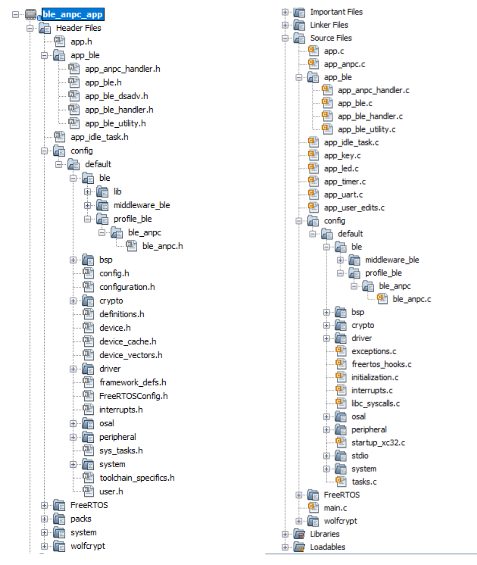 ble_anpc_app
Header Files
app.h
app_ble
app_anpc_handler.h
app_ble.h
app_ble_dsadv.h
app_ble_handler.h
app_ble_utility.h
app_idle_task.h
config
default
ble
lib
middleware_ble
profile_ble
ble_anpc
ble_anpc.h
bsp
config.h
configuration.h
crypto
definitions.h
device.h
device_cache.h
device_vectors.h
driver
framework_defs.h
FreeRTOSConfig.h
interrupts.h
osal
peripheral
sys_tasks.h
system
toolchain_specifics.h
user.h
FreeRTOS
packs
system
wolfcrypt
Important Files
Linker Files
Source Files
app.c
app_anpc.c
app_ble
app_anpc_handler.c
app_ble.c
app_ble_handler.c
app_ble_utility.c
app_idle_task.c
app_key.c
app_led.c
app_timer.c
app_uart.c
app_user_edits.c
config
default
ble
middleware_ble
profile_ble
ble_anpc
ble_anpc.c
bsp
crypto
driver
exceptions.c
freertos_hooks.c
initialization.c
interrupts.c
libc_syscalls.c
osal
peripheral
startup_xc32.c
stdio
system
tasks.c
FreeRTOS
main.c
wolfcrypt
Libraries
Loadables